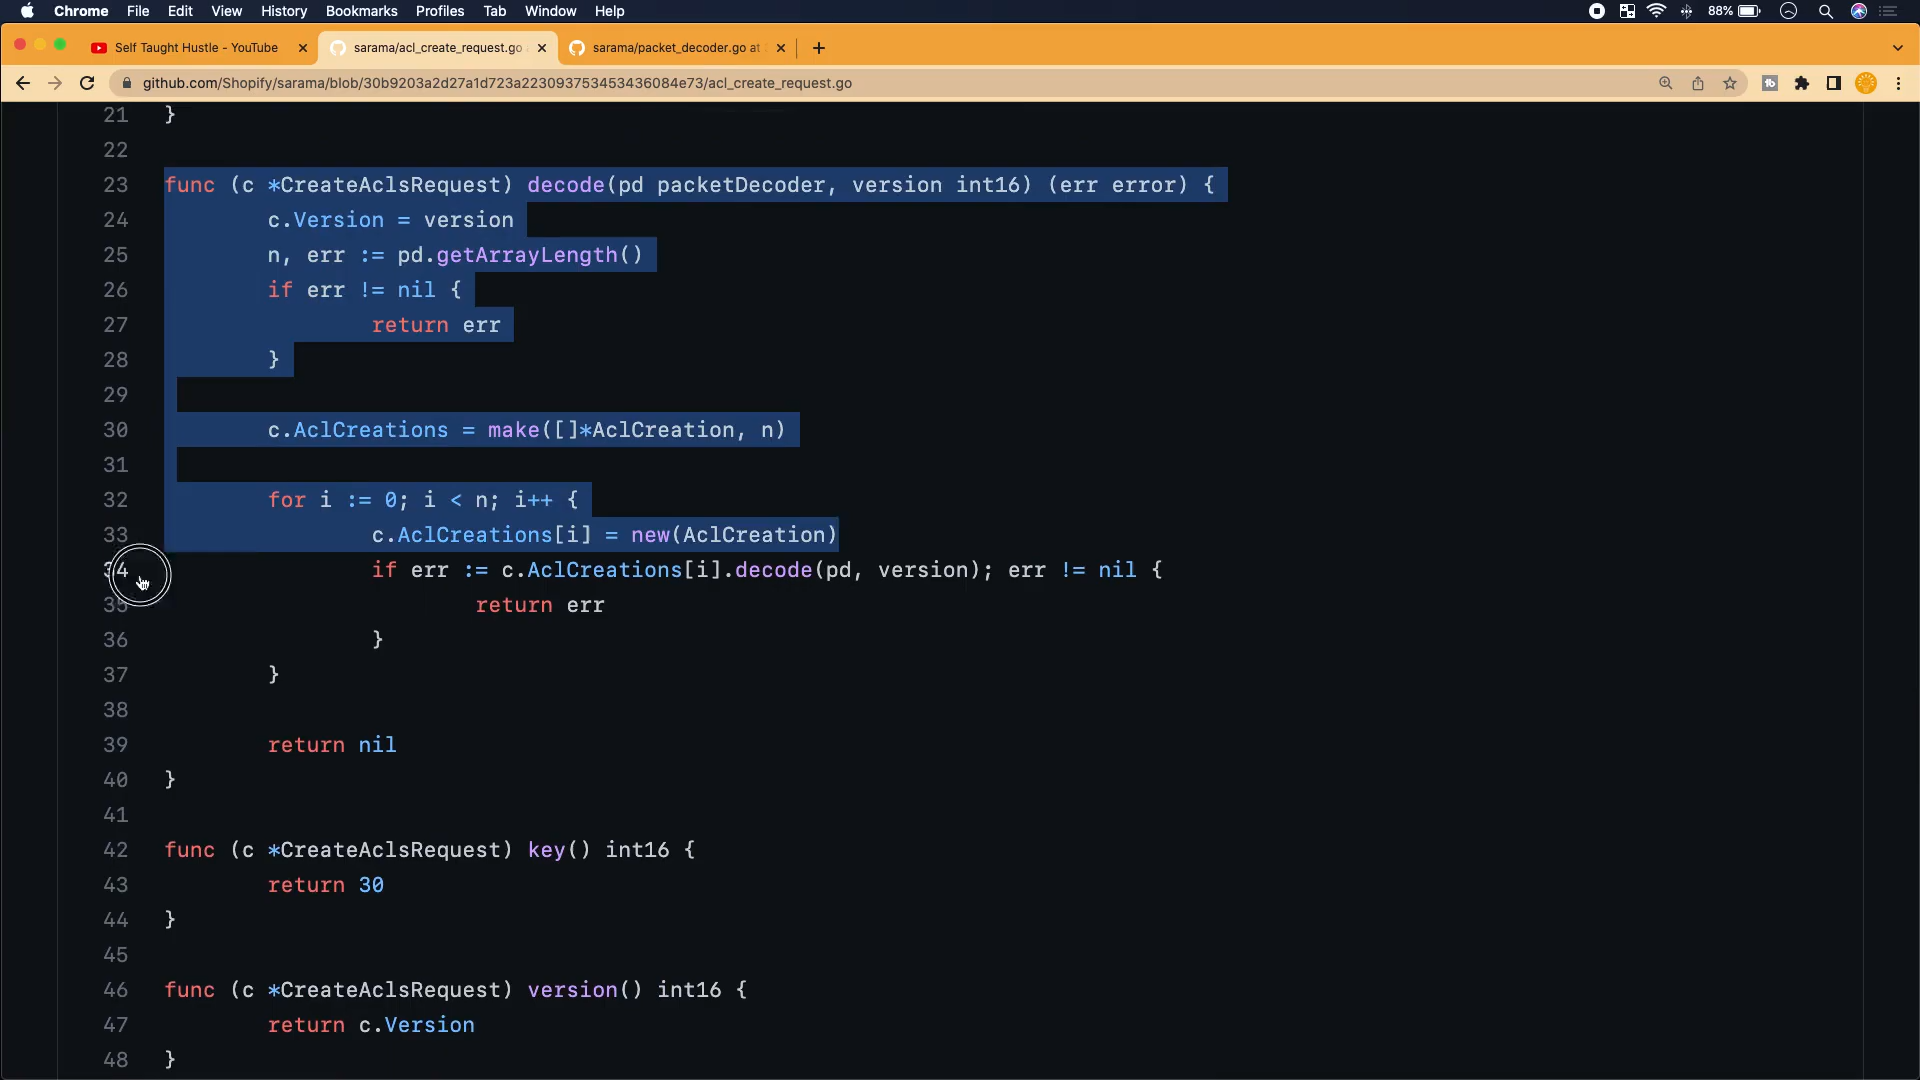 Chrome File Edit View History Bookmarks Profiles Tab Window Help 88%
Self Taught Hustle - YouTube sarama/acl_create_request.go sarama/packet_decoder.go at
github.com/Shopify/sarama/blob/30b9203a2d27a1d723a223093753453436084e73/acl_create_request.go
21 }
22
23 func (c *CreateAclsRequest) decode(pd packetDecoder, version int16) (err error) {
24 c.Version = version
25 n, err := pd.getArrayLength()
26 if err != nil {
27 return err
28 }
29
30 c.AclCreations = make([]*AclCreation, n)
31
32 for i := 0; i < n; i++ {
33 c.AclCreations[i] = new(AclCreation)
34 if err := c.AclCreations[i].decode(pd, version); err != nil {
35 return err
36 }
37 }
38
39 return nil
40 }
41
42 func (c *CreateAclsRequest) key() int16 {
43 return 30
44 }
45
46 func (c *CreateAclsRequest) version() int16 {
47 return c.Version
48 }